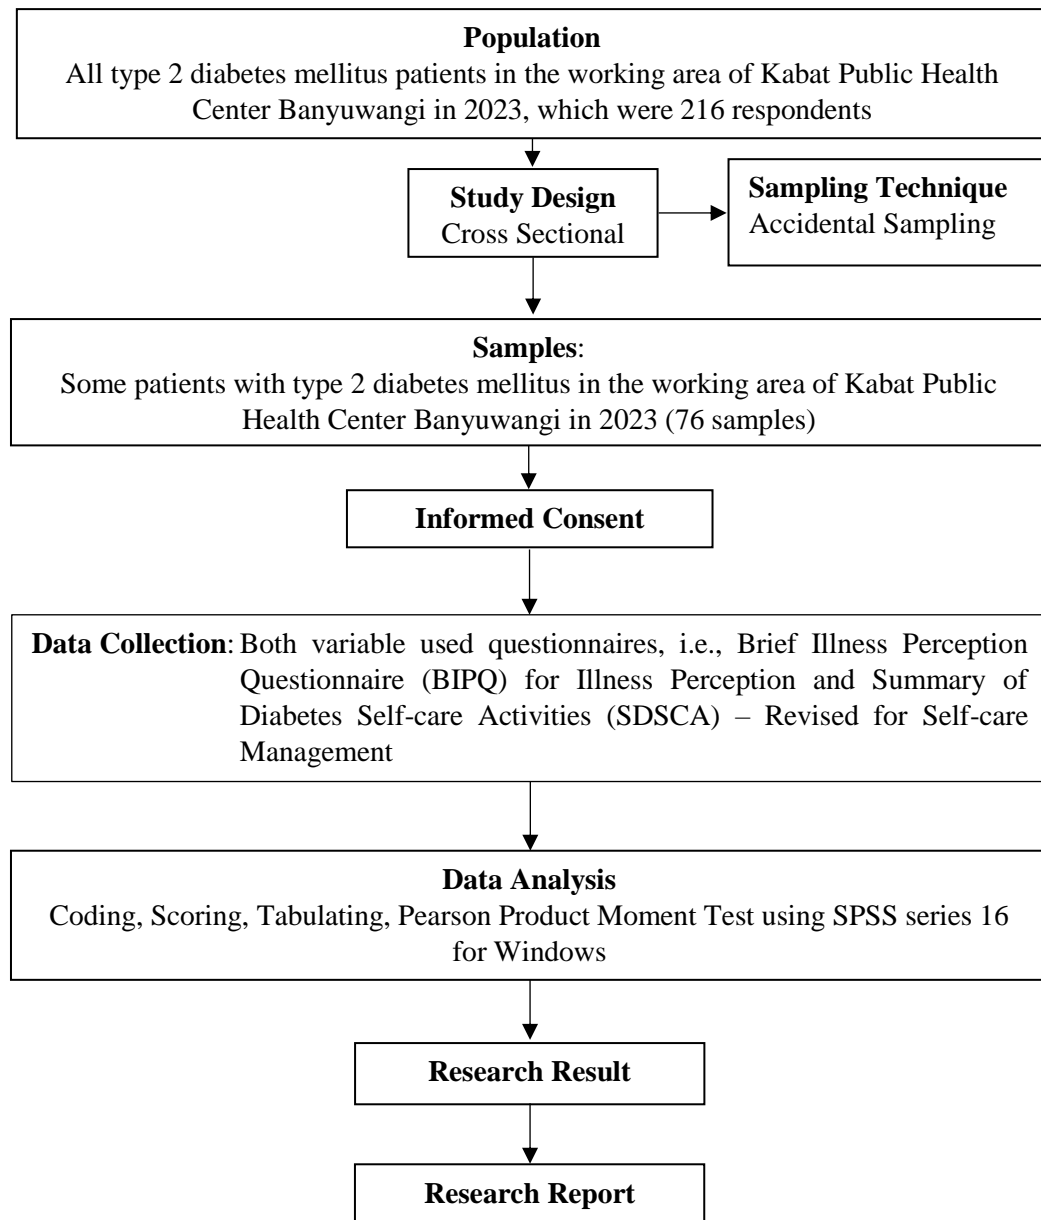 Population
All type 2 diabetes mellitus patients in the working area of Kabat Public Health
Center Banyuwangi in 2023, which were 216 respondents
Study Design
Cross Sectional
Sampling Technique
Accidental Sampling
Samples:
Some patients with type 2 diabetes mellitus in the working area of Kabat Public
Health Center Banyuwangi in 2023 (76 samples)
Informed Consent
Data Collection: Both variable used questionnaires, i.e., Brief Illness Perception
Questionnaire (BIPQ) for Illness Perception and Summary of
Diabetes Self-care Activities (SDSCA) – Revised for Self-care
Management
Data Analysis
Coding, Scoring, Tabulating, Pearson Product Moment Test using SPSS series 16
for Windows
Research Result
Research Report